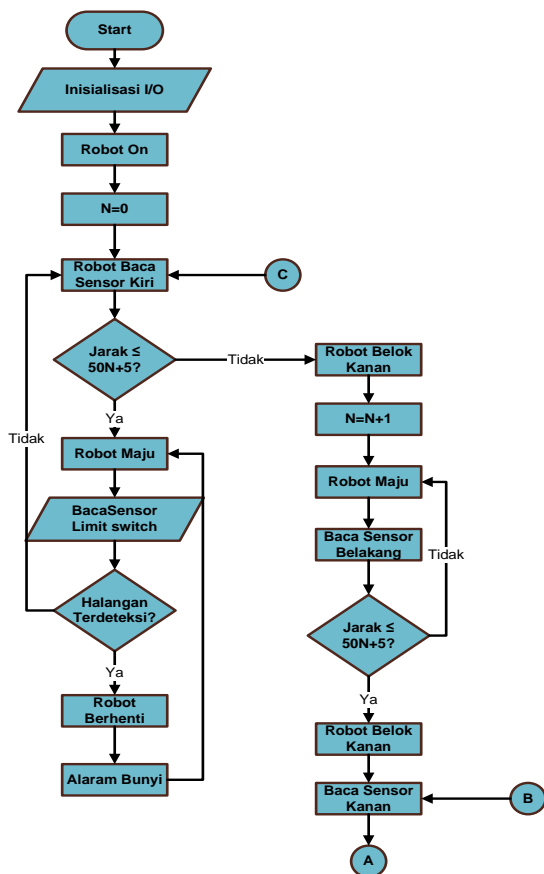 Start
Inisialisasi I/O
Robot On
N=0
Robot Baca
Sensor Kiri
C
Jarak ≤
50N+5?
Tidak
Ya
Tidak
Robot Maju
BacaSensor
Limit switch
Halangan
Terdeteksi?
Ya
Robot
Berhenti
Alaram Bunyi
Robot Belok
Kanan
N=N+1
Robot Maju
Baca Sensor
Belakang
Tidak
Jarak ≤
50N+5?
Ya
Robot Belok
Kanan
Baca Sensor
Kanan
B
A